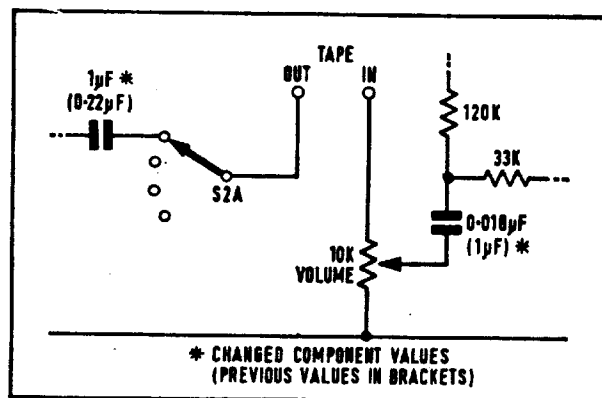 TAPE
OUT IN
1µF *
(0·22µF)
120K
33K
S2A
0·018µF
(1µF) *
10K
VOLUME
* CHANGED COMPONENT VALUES
(PREVIOUS VALUES IN BRACKETS)